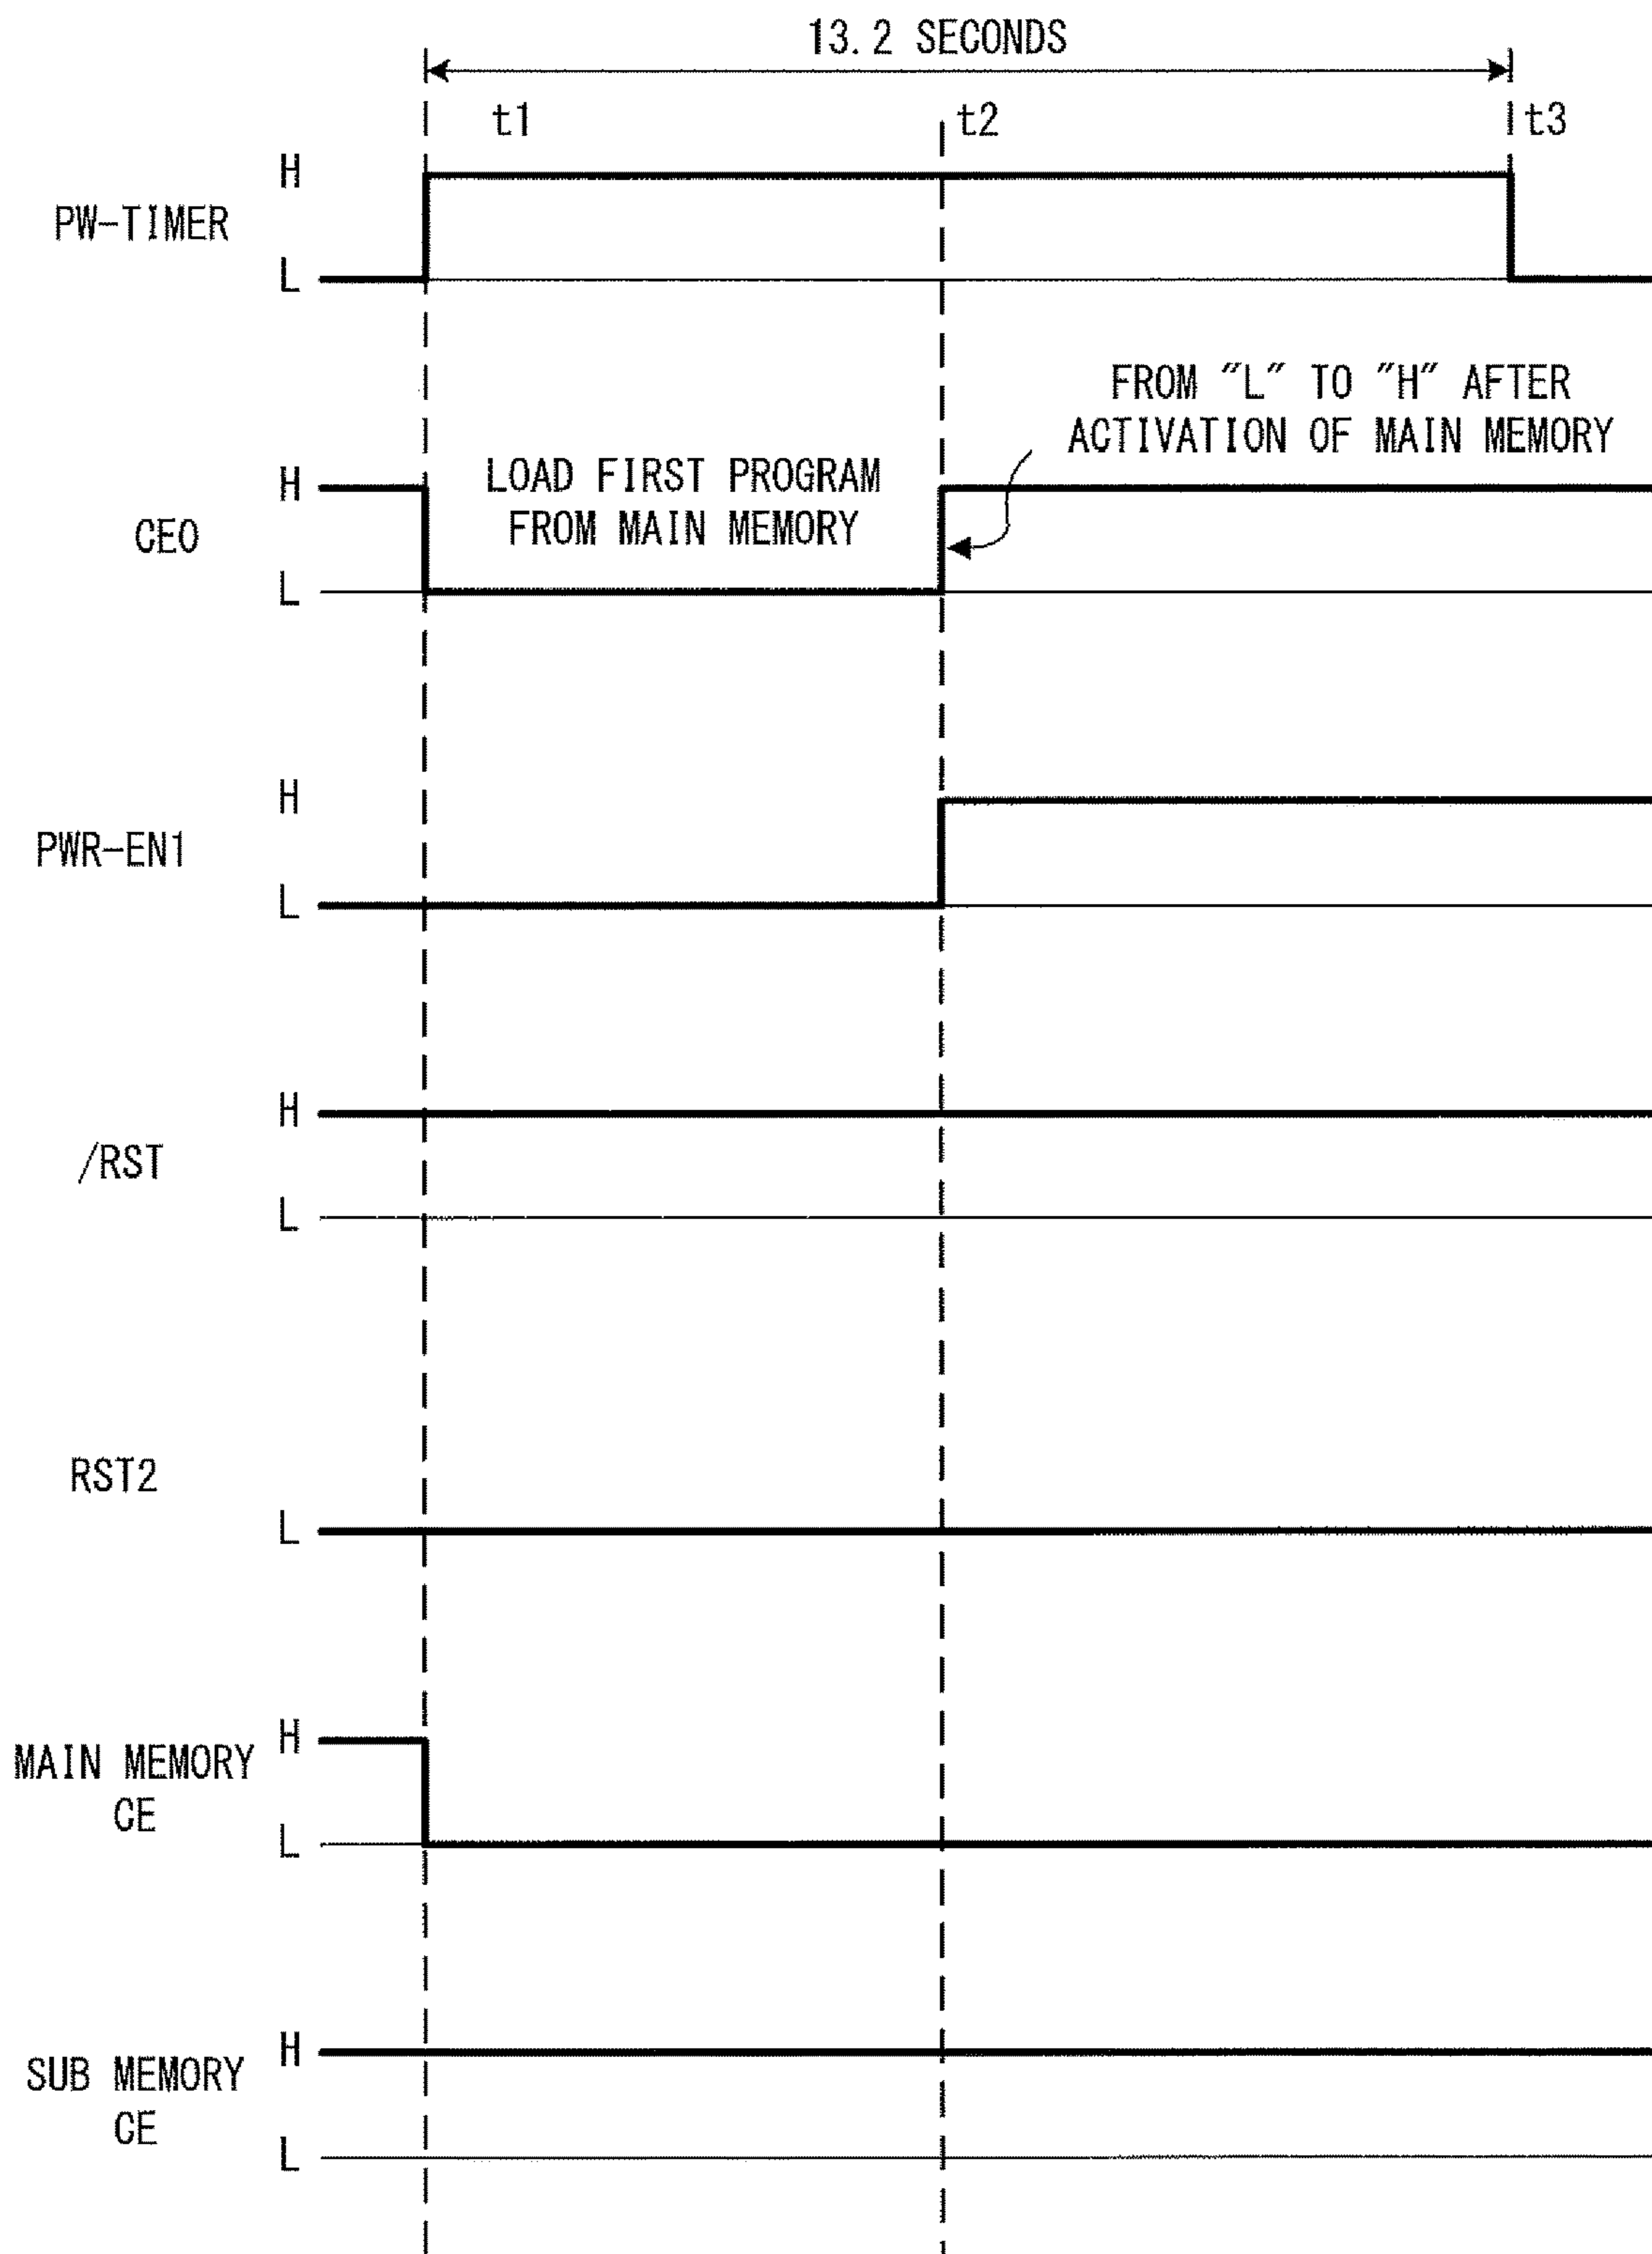 13.2 SECONDS
t1
t2
t3
PW-TIMER
H
L
FROM "L" TO "H" AFTER
ACTIVATION OF MAIN MEMORY
LOAD FIRST PROGRAM
FROM MAIN MEMORY
CE0
H
L
PWR-EN1
H
L
/RST
H
L
RST2
L
MAIN MEMORY
CE
H
L
SUB MEMORY
CE
H
L